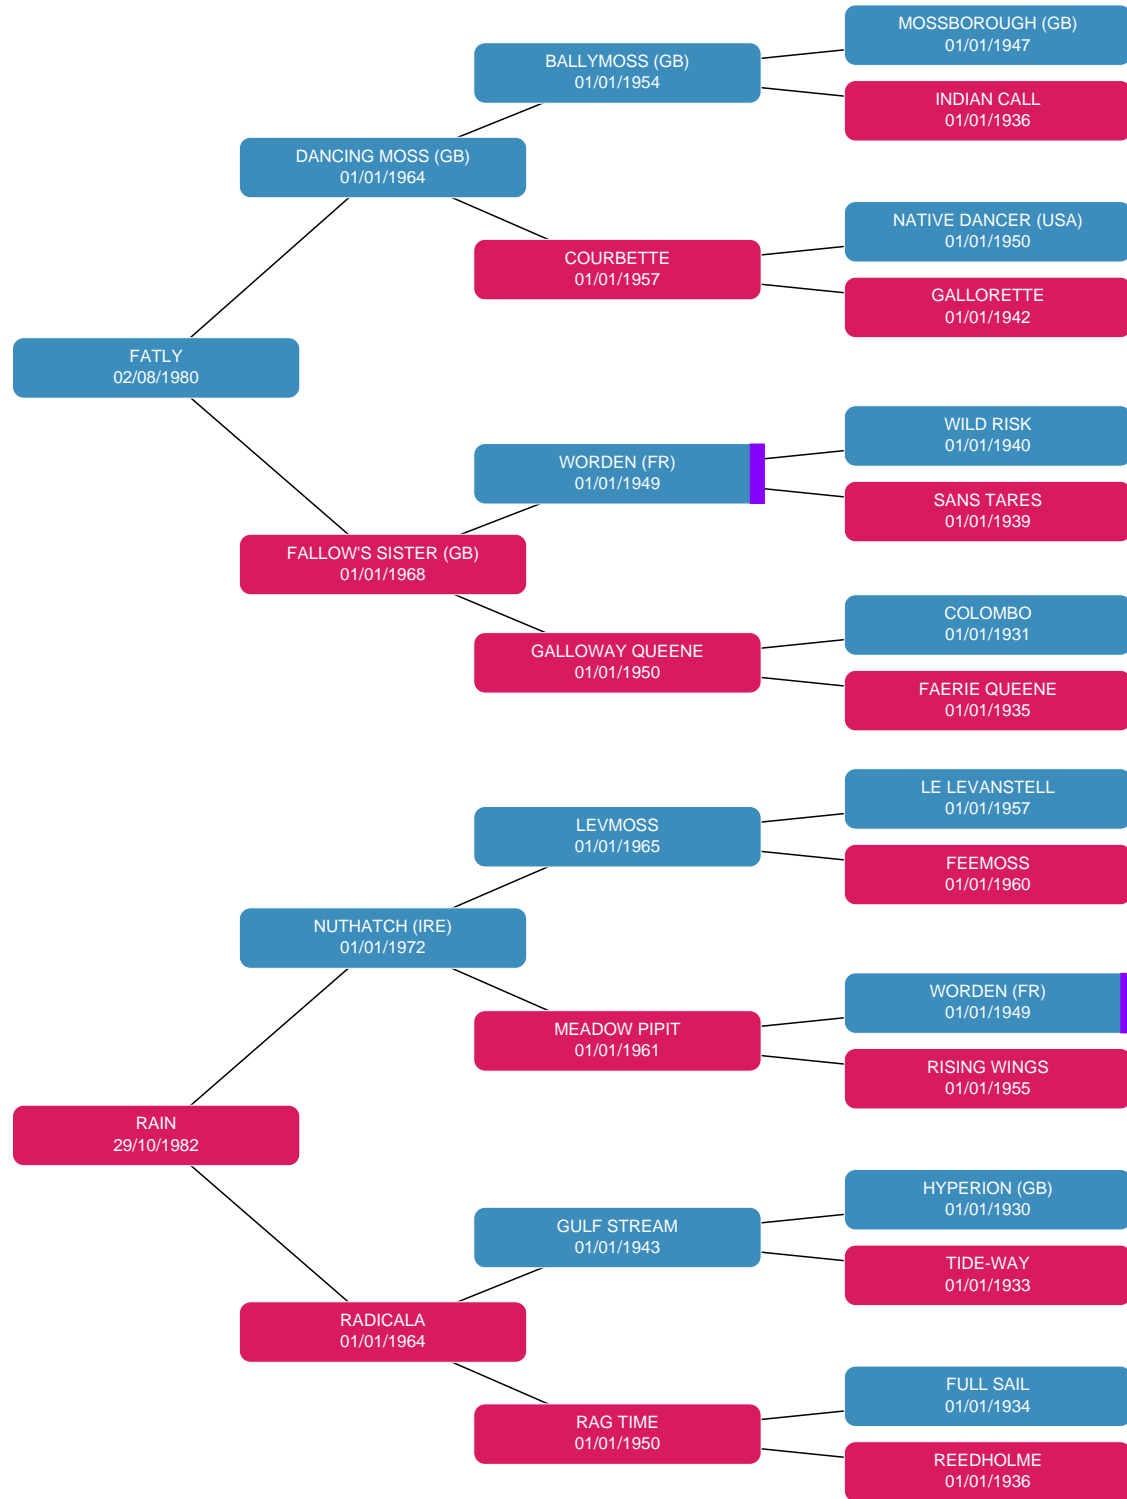 MOSSBOROUGH (GB)
01/01/1947
BALLYMOSS (GB)
01/01/1954
INDIAN CALL
01/01/1936
DANCING MOSS (GB)
01/01/1964
NATIVE DANCER (USA)
01/01/1950
COURBETTE
01/01/1957
GALLORETTE
01/01/1942
FATLY
02/08/1980
WILD RISK
01/01/1940
WORDEN (FR)
01/01/1949
SANS TARES
01/01/1939
FALLOW'S SISTER (GB)
01/01/1968
COLOMBO
01/01/1931
GALLOWAY QUEENE
01/01/1950
FAERIE QUEENE
01/01/1935
LE LEVANSTELL
01/01/1957
LEVMOSS
01/01/1965
FEEMOSS
01/01/1960
NUTHATCH (IRE)
01/01/1972
WORDEN (FR)
01/01/1949
MEADOW PIPIT
01/01/1961
RISING WINGS
01/01/1955
RAIN
29/10/1982
HYPERION (GB)
01/01/1930
GULF STREAM
01/01/1943
TIDE-WAY
01/01/1933
RADICALA
01/01/1964
FULL SAIL
01/01/1934
RAG TIME
01/01/1950
REEDHOLME
01/01/1936